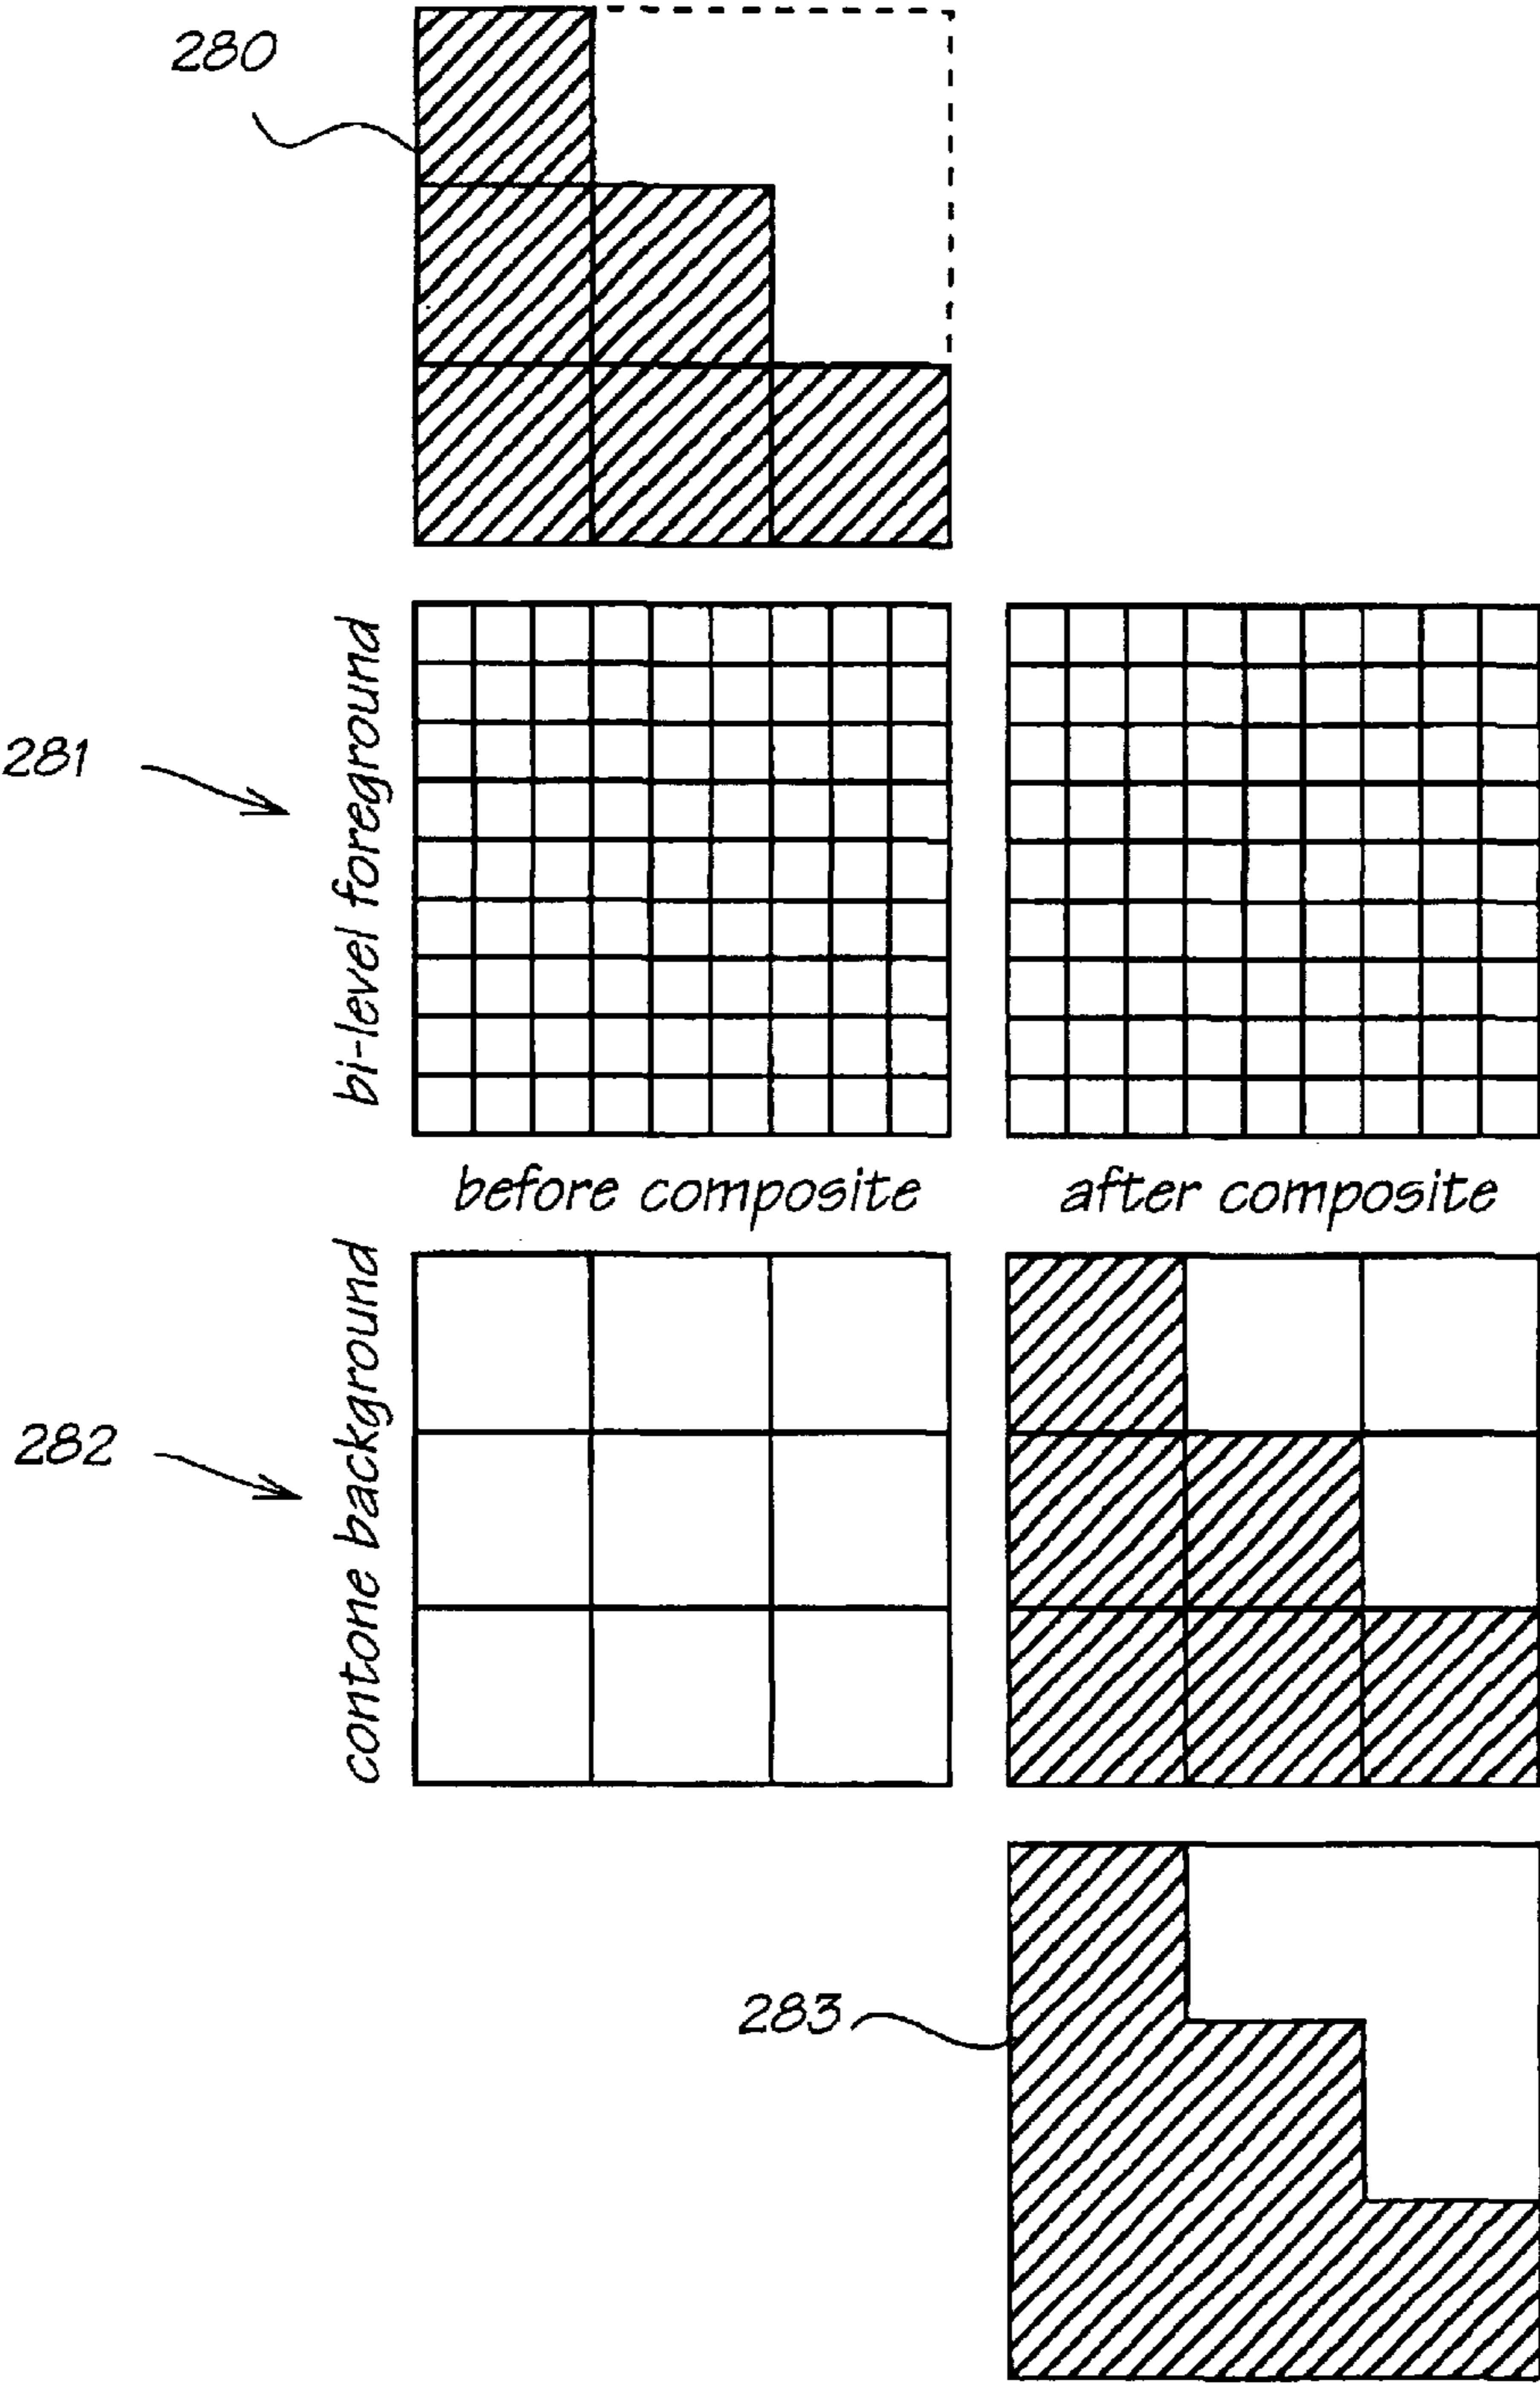 280
281
bi-level foreground
before composite
after composite
282
contone background
283